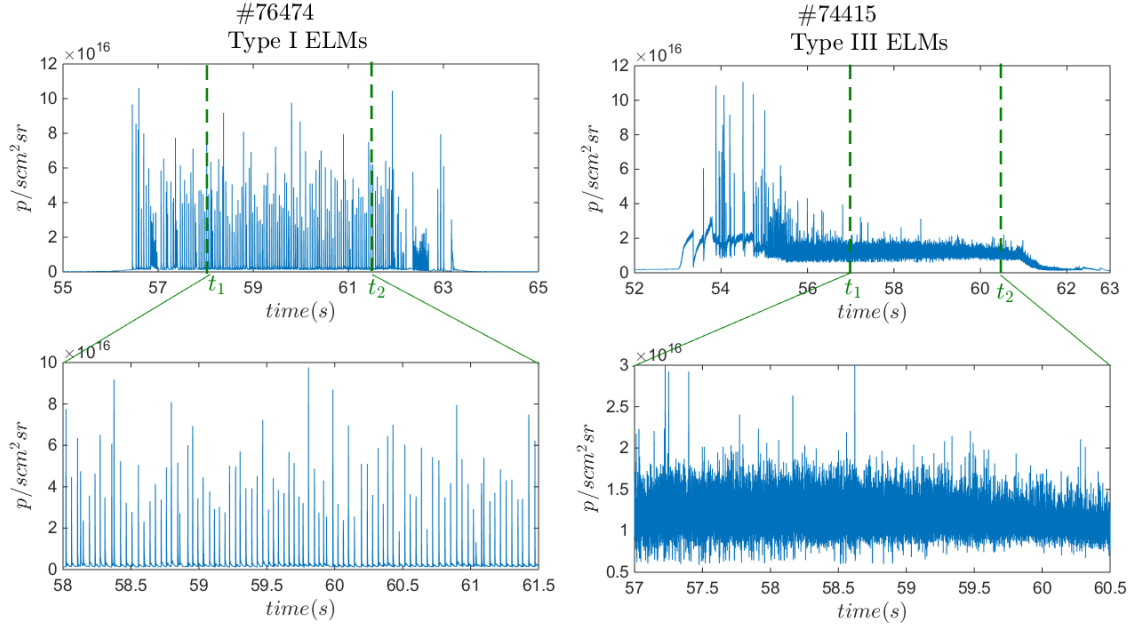 #76474
Type I ELMs
×10^16
12
10
8
6
4
2
0
p/scm^2sr
55 57 59 61 63 65
t_1 t_2
time(s)
#74415
Type III ELMs
×10^16
12
10
8
6
4
2
0
p/scm^2sr
52 54 56 58 60 62 63
t_1 t_2
time(s)
×10^16
10
8
6
4
2
0
p/scm^2sr
58 58.5 59 59.5 60 60.5 61 61.5
time(s)
×10^16
3
2.5
2
1.5
1
0.5
p/scm^2sr
57 57.5 58 58.5 59 59.5 60 60.5
time(s)